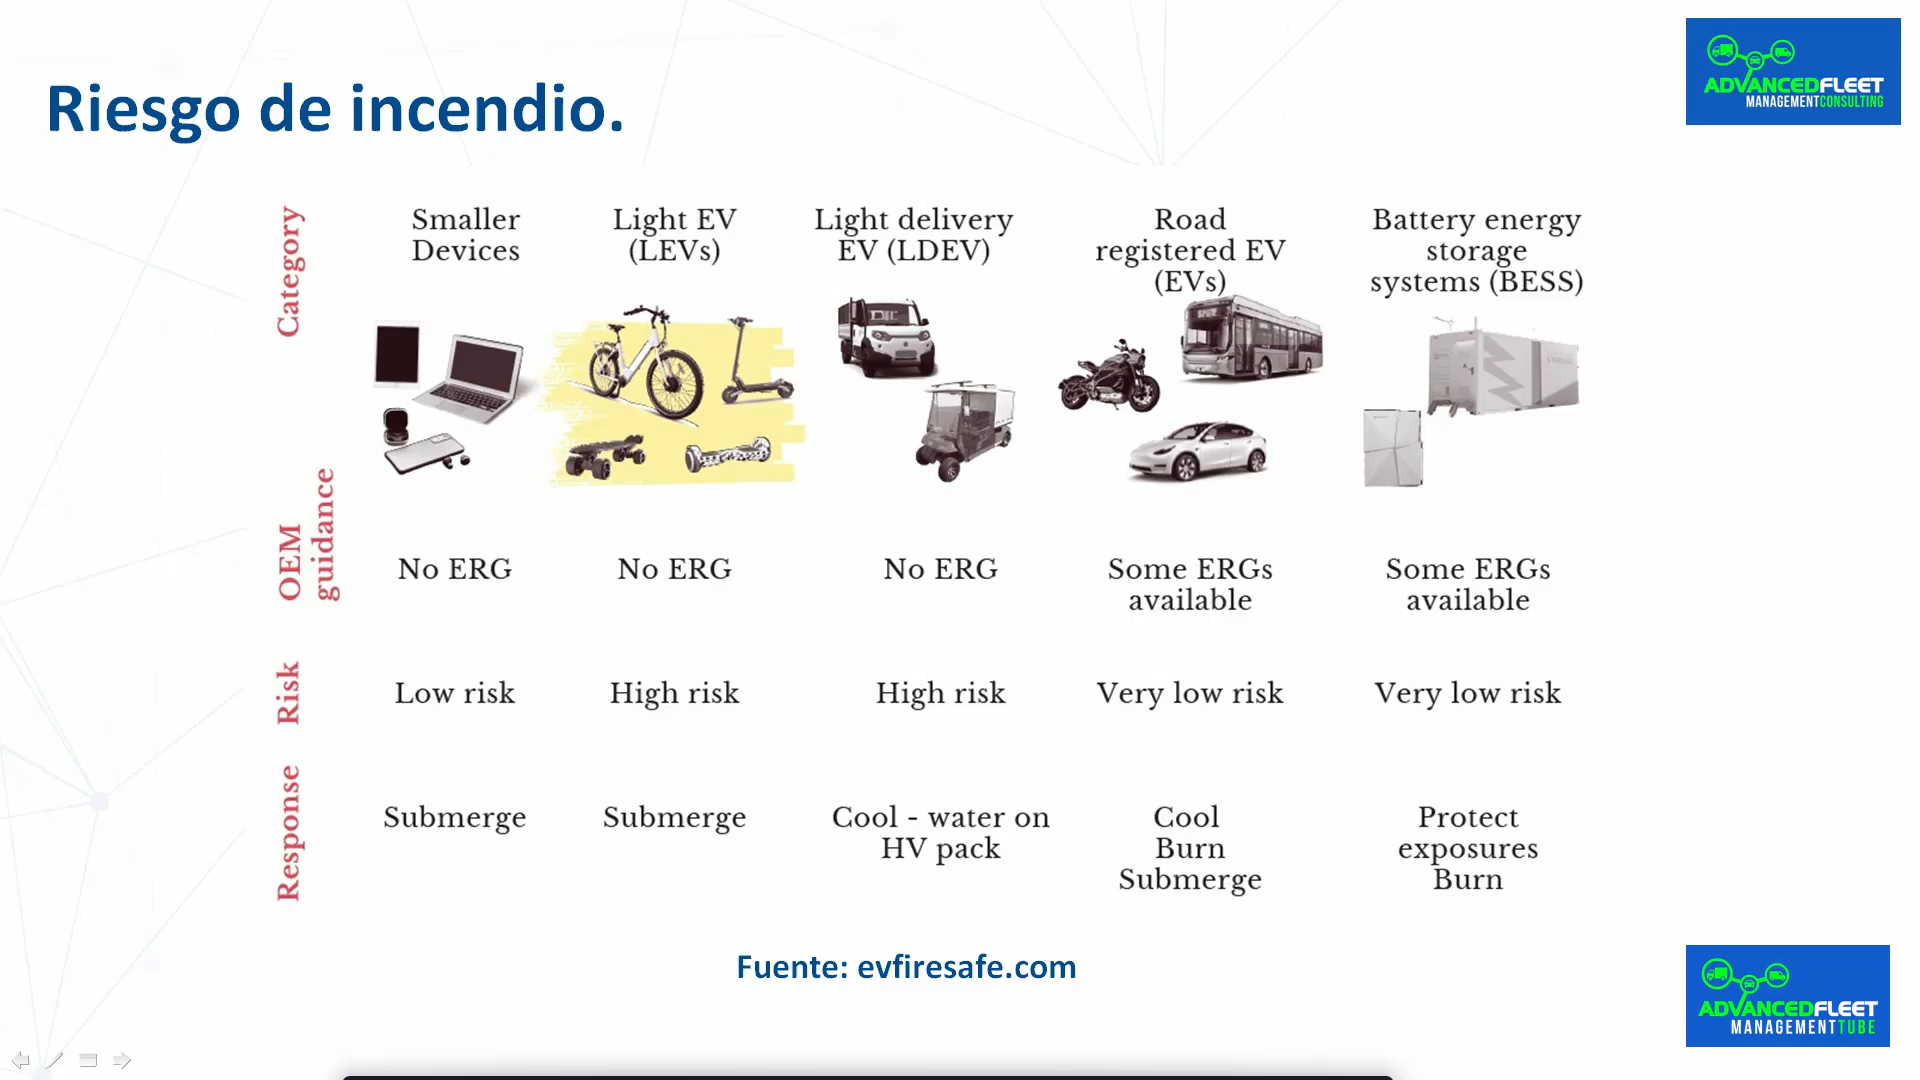 Riesgo de incendio.
ADVANCEDFLEET
MANAGEMENTCONSULTING
Category
Smaller
Devices
Light EV
(LEVs)
Light delivery
EV (LDEV)
Road
registered EV
(EVs)
Battery energy
storage
systems (BESS)
OEM
guidance
No ERG
No ERG
No ERG
Some ERGs
available
Some ERGs
available
Risk
Low risk
High risk
High risk
Very low risk
Very low risk
Response
Submerge
Submerge
Cool - water on
HV pack
Cool
Burn
Submerge
Protect
exposures
Burn
Fuente: evfiresafe.com
ADVANCEDFLEET
MANAGEMENTTUBE